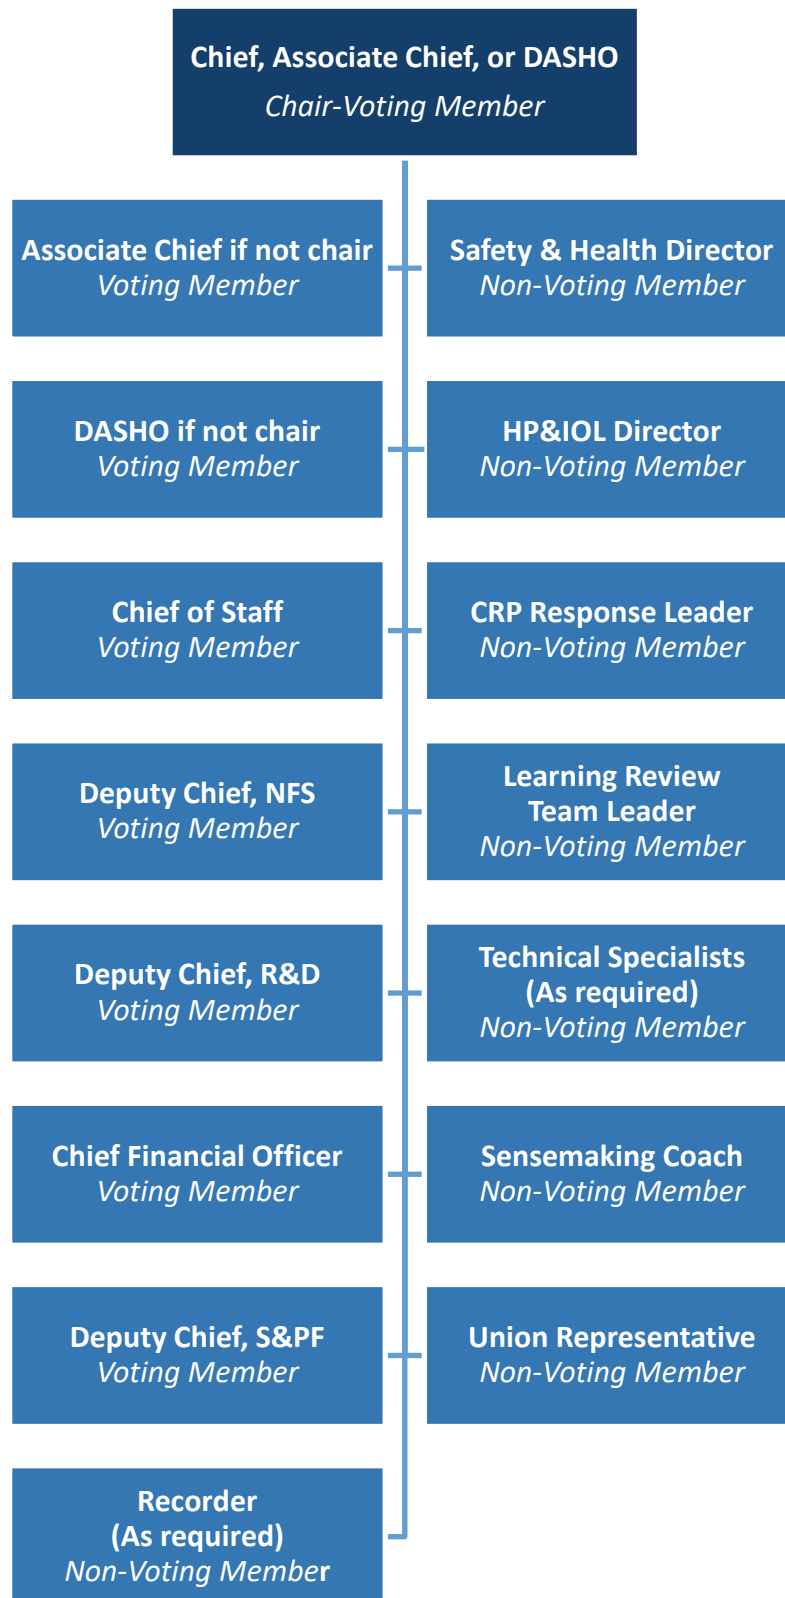 Chief, Associate Chief, or DASHO
Chair-Voting Member
Associate Chief if not chair
Voting Member
Safety & Health Director
Non-Voting Member
DASHO if not chair
Voting Member
HP&IOL Director
Non-Voting Member
Chief of Staff
Voting Member
CRP Response Leader
Non-Voting Member
Deputy Chief, NFS
Voting Member
Learning Review
Team Leader
Non-Voting Member
Deputy Chief, R&D
Voting Member
Technical Specialists
(As required)
Non-Voting Member
Chief Financial Officer
Voting Member
Sensemaking Coach
Non-Voting Member
Deputy Chief, S&PF
Voting Member
Union Representative
Non-Voting Member
Recorder
(As required)
Non-Voting Member